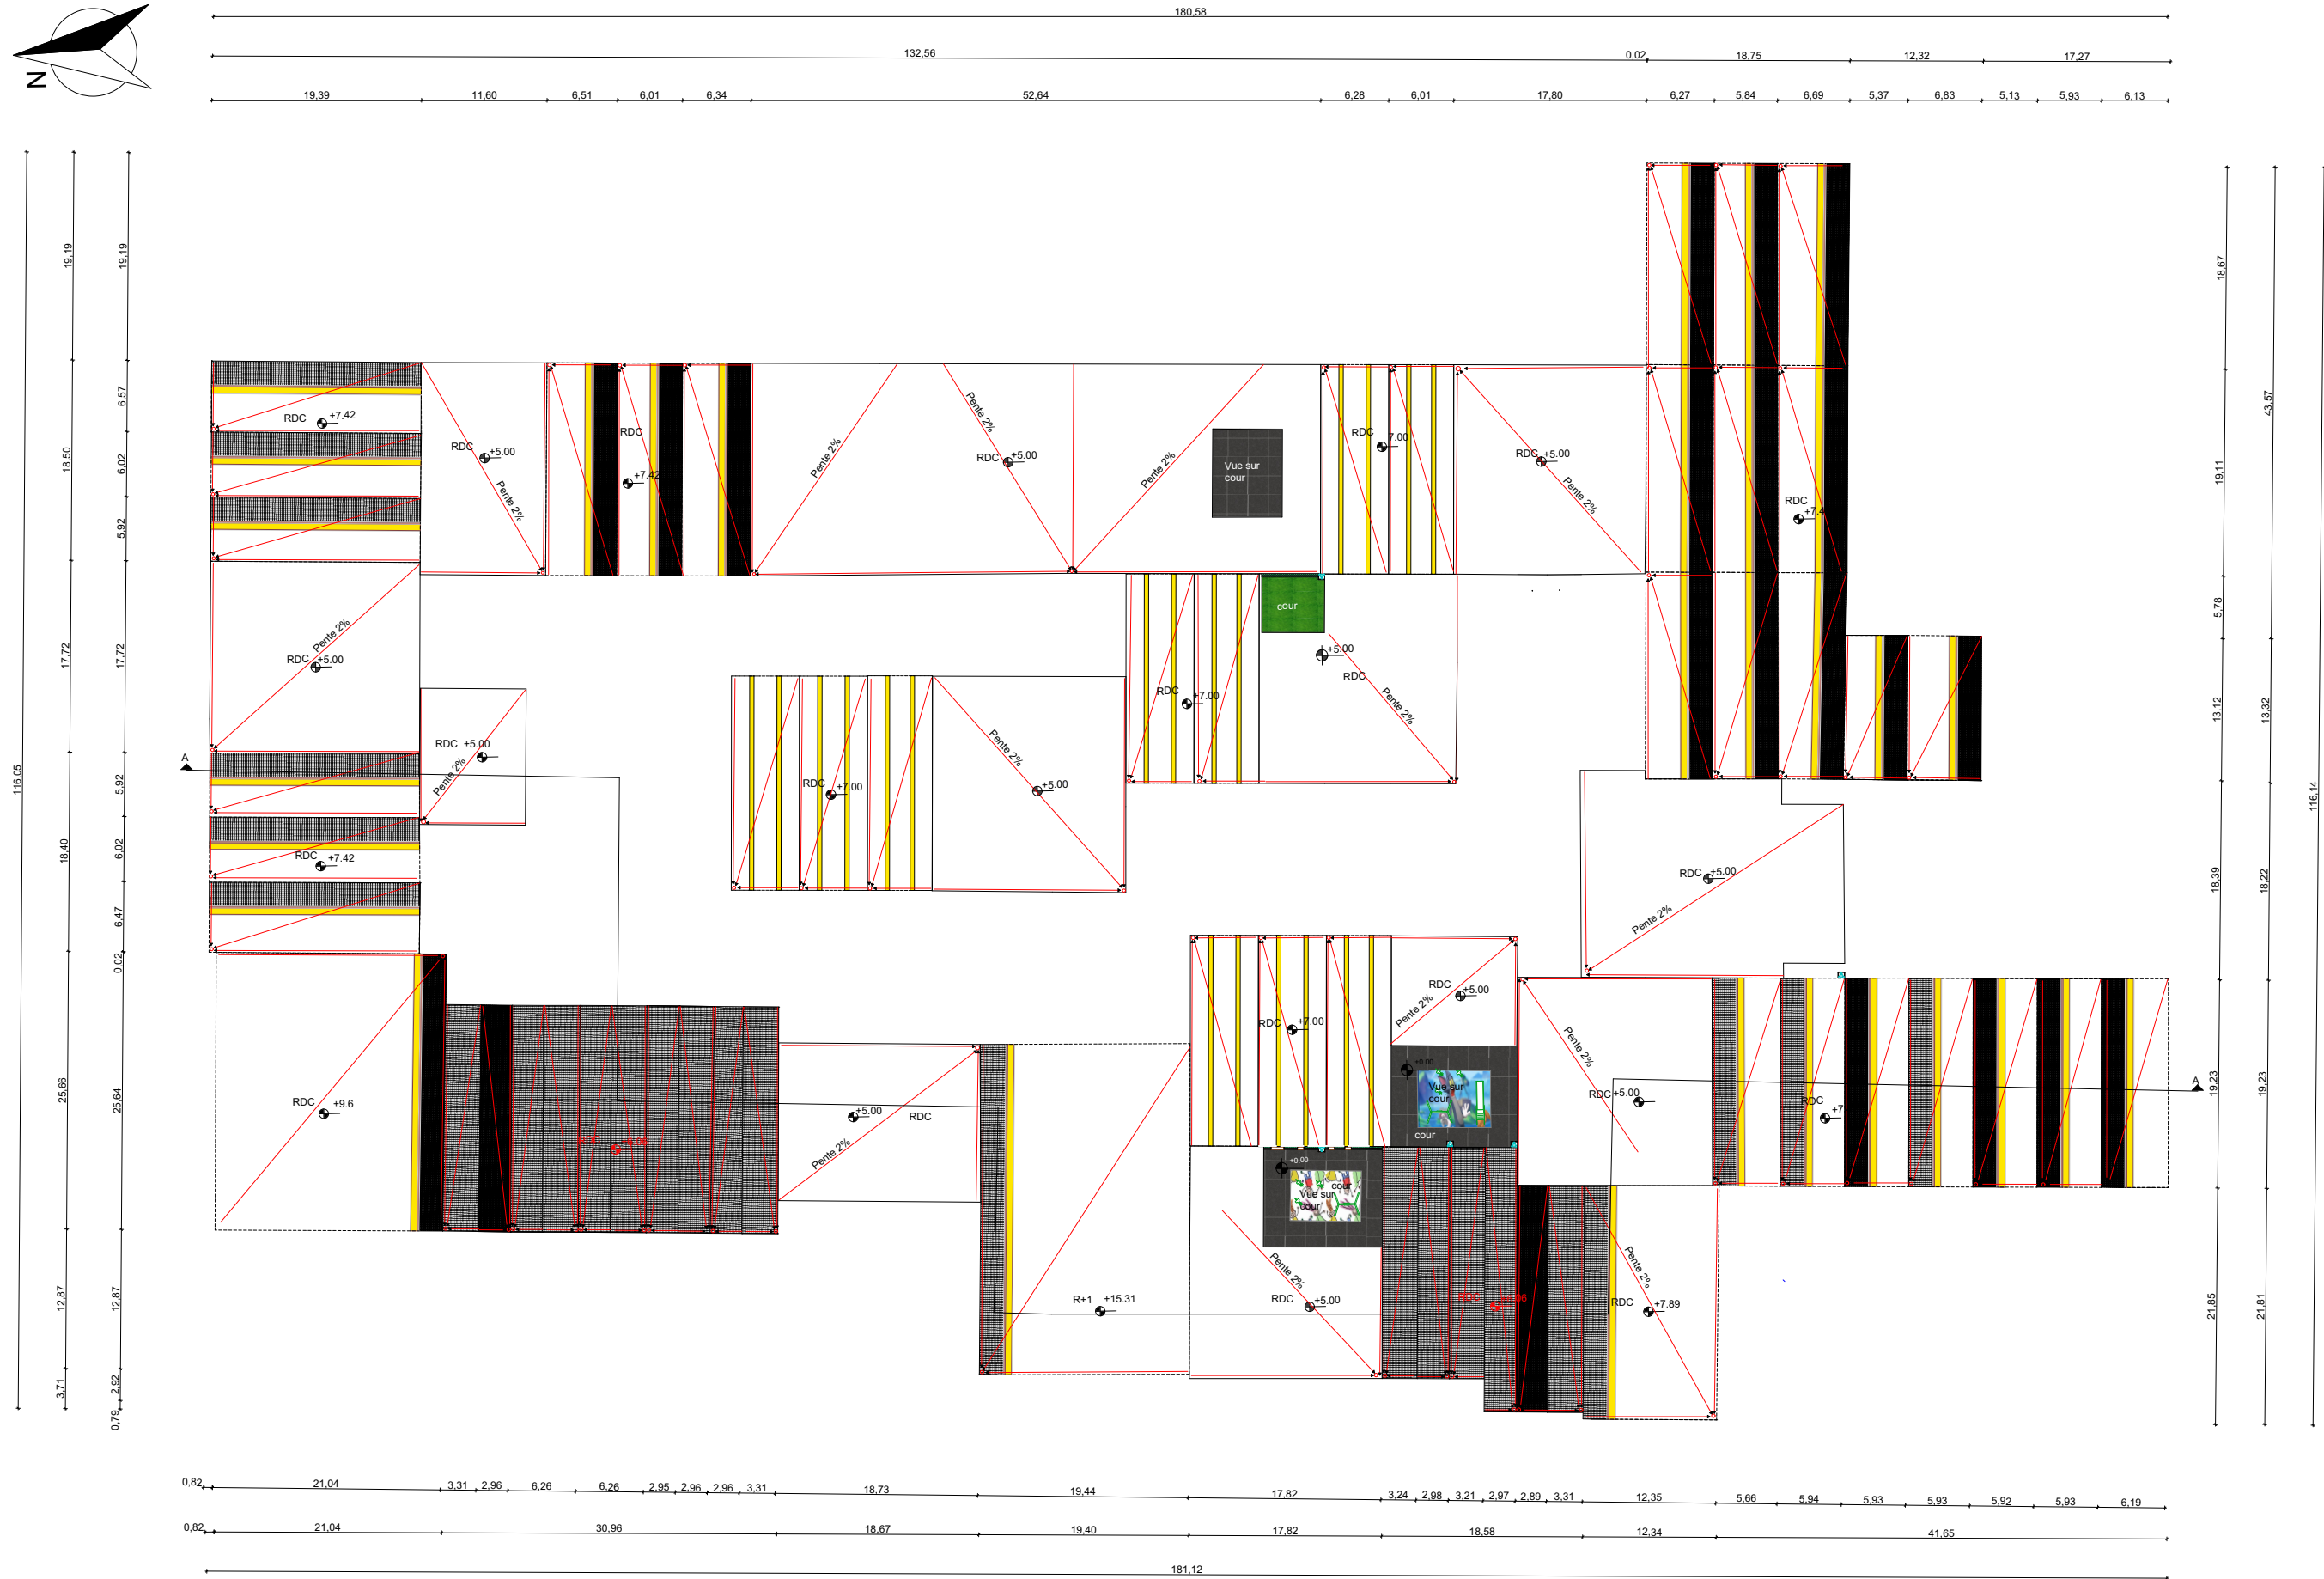 180,58
132,56
0,02
18,75
12,32
17,27
19,39
11,60
6,51
6,01
6,34
52,64
6,28
6,01
17,80
6,27
5,84
6,69
5,37
6,83
5,13
5,93
6,13
N
116,05
19,19
18,50
17,72
18,40
25,66
12,87
3,71
19,19
6,57
6,02
5,92
17,72
5,92
6,02
6,47
0,02
25,64
12,87
2,92
0,79
18,67
19,11
5,78
13,12
18,39
19,23
21,85
43,57
13,32
18,22
19,23
21,81
116,14
RDC +7.42
RDC +5.00
Pente 2%
RDC
+7.42
Pente 2%
Pente 2%
RDC +5.00
Pente 2%
Vue sur
cour
RDC 7.00
RDC +5.00
Pente 2%
RDC
+7.4
Pente 2%
RDC +5.00
cour
+5.00
RDC
Pente 2%
RDC +7.00
RDC +5.00
Pente 2%
A
RDC +7.00
Pente 2%
+5.00
RDC +7.42
RDC +5.00
Pente 2%
RDC +5.00
Pente 2%
RDC +7.00
+0.00
Vue sur
cour
cour
Pente 2%
RDC +5.00
RDC
+7
A
RDC +9.6
+5.00 RDC
Pente 2%
+0.00
cour
Vue sur
cour
Pente 2%
RDC +5.00
R+1 +15.31
Pente 2%
RDC +7.89
0,82
21,04
3,31
2,96
6,26
6,26
2,95
2,96
2,96
3,31
18,73
19,44
17,82
3,24
2,98
3,21
2,97
2,89
3,31
12,35
5,66
5,94
5,93
5,93
5,92
5,93
6,19
0,82
21,04
30,96
18,67
19,40
17,82
18,58
12,34
41,65
181,12